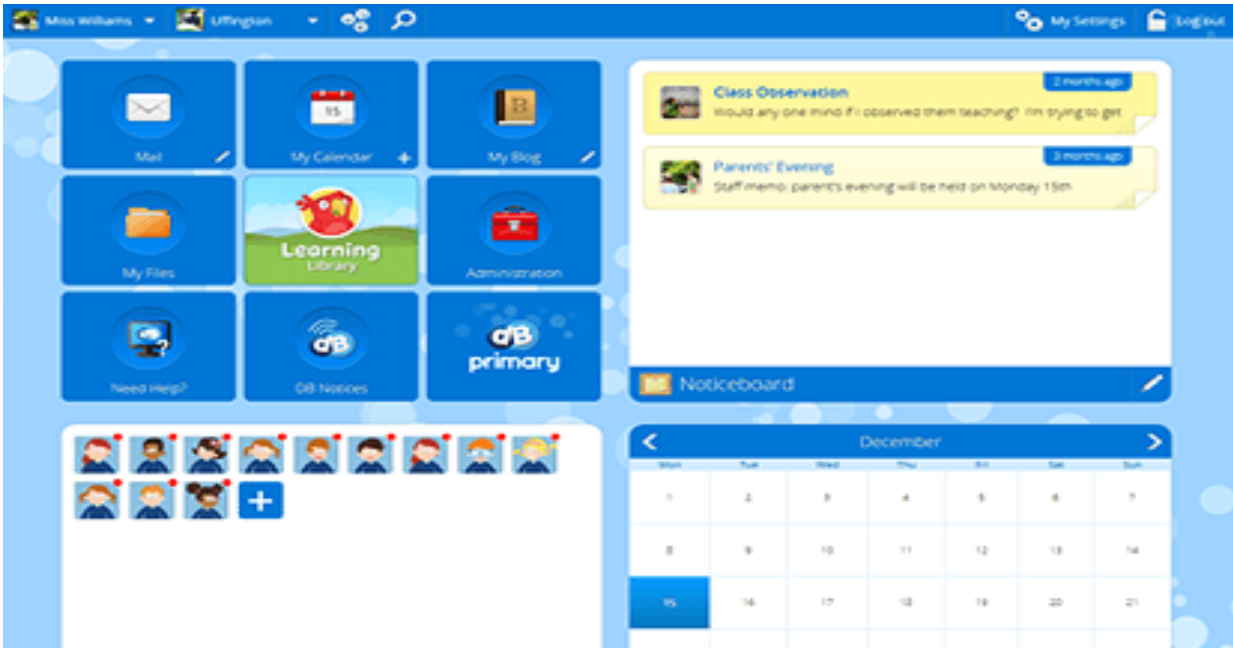 Miss Williams Uffington My Settings Log out
15 B
Mail My Calendar My Blog
Learning
Library
My Files Administration
dB dB
primary
Need Help? DB Notices
2 months ago
Class Observation
Would any one mind if I observed them teaching? I'm trying to get
3 months ago
Parents' Evening
Staff memo: parent's evening will be held on Monday 15th
Noticeboard
December
Mon Tue Wed Thu Fri Sat Sun
1 2 3 4 5 6 7
8 9 10 11 12 13 14
15 16 17 18 19 20 21